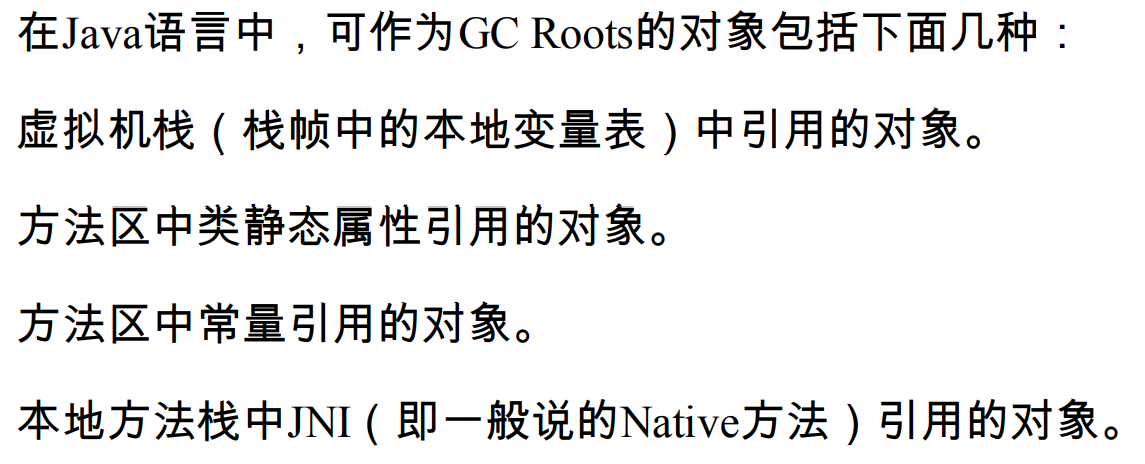 在Java语言中，可作为GC Roots的对象包括下面几种：
虚拟机栈（栈帧中的本地变量表）中引用的对象。
方法区中类静态属性引用的对象。
方法区中常量引用的对象。
本地方法栈中JNI（即一般说的Native方法）引用的对象。